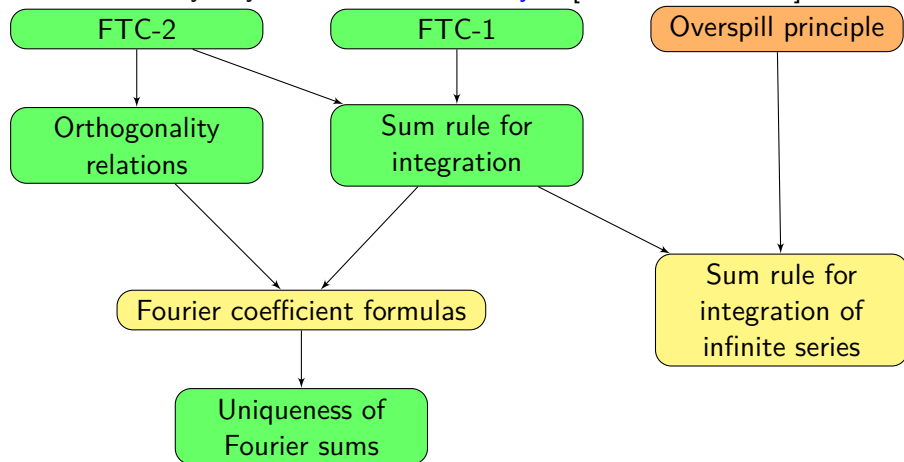 FTC-2
FTC-1
Overspill principle
Orthogonality
relations
Sum rule for
integration
Sum rule for
integration of
infinite series
Fourier coefficient formulas
Uniqueness of
Fourier sums